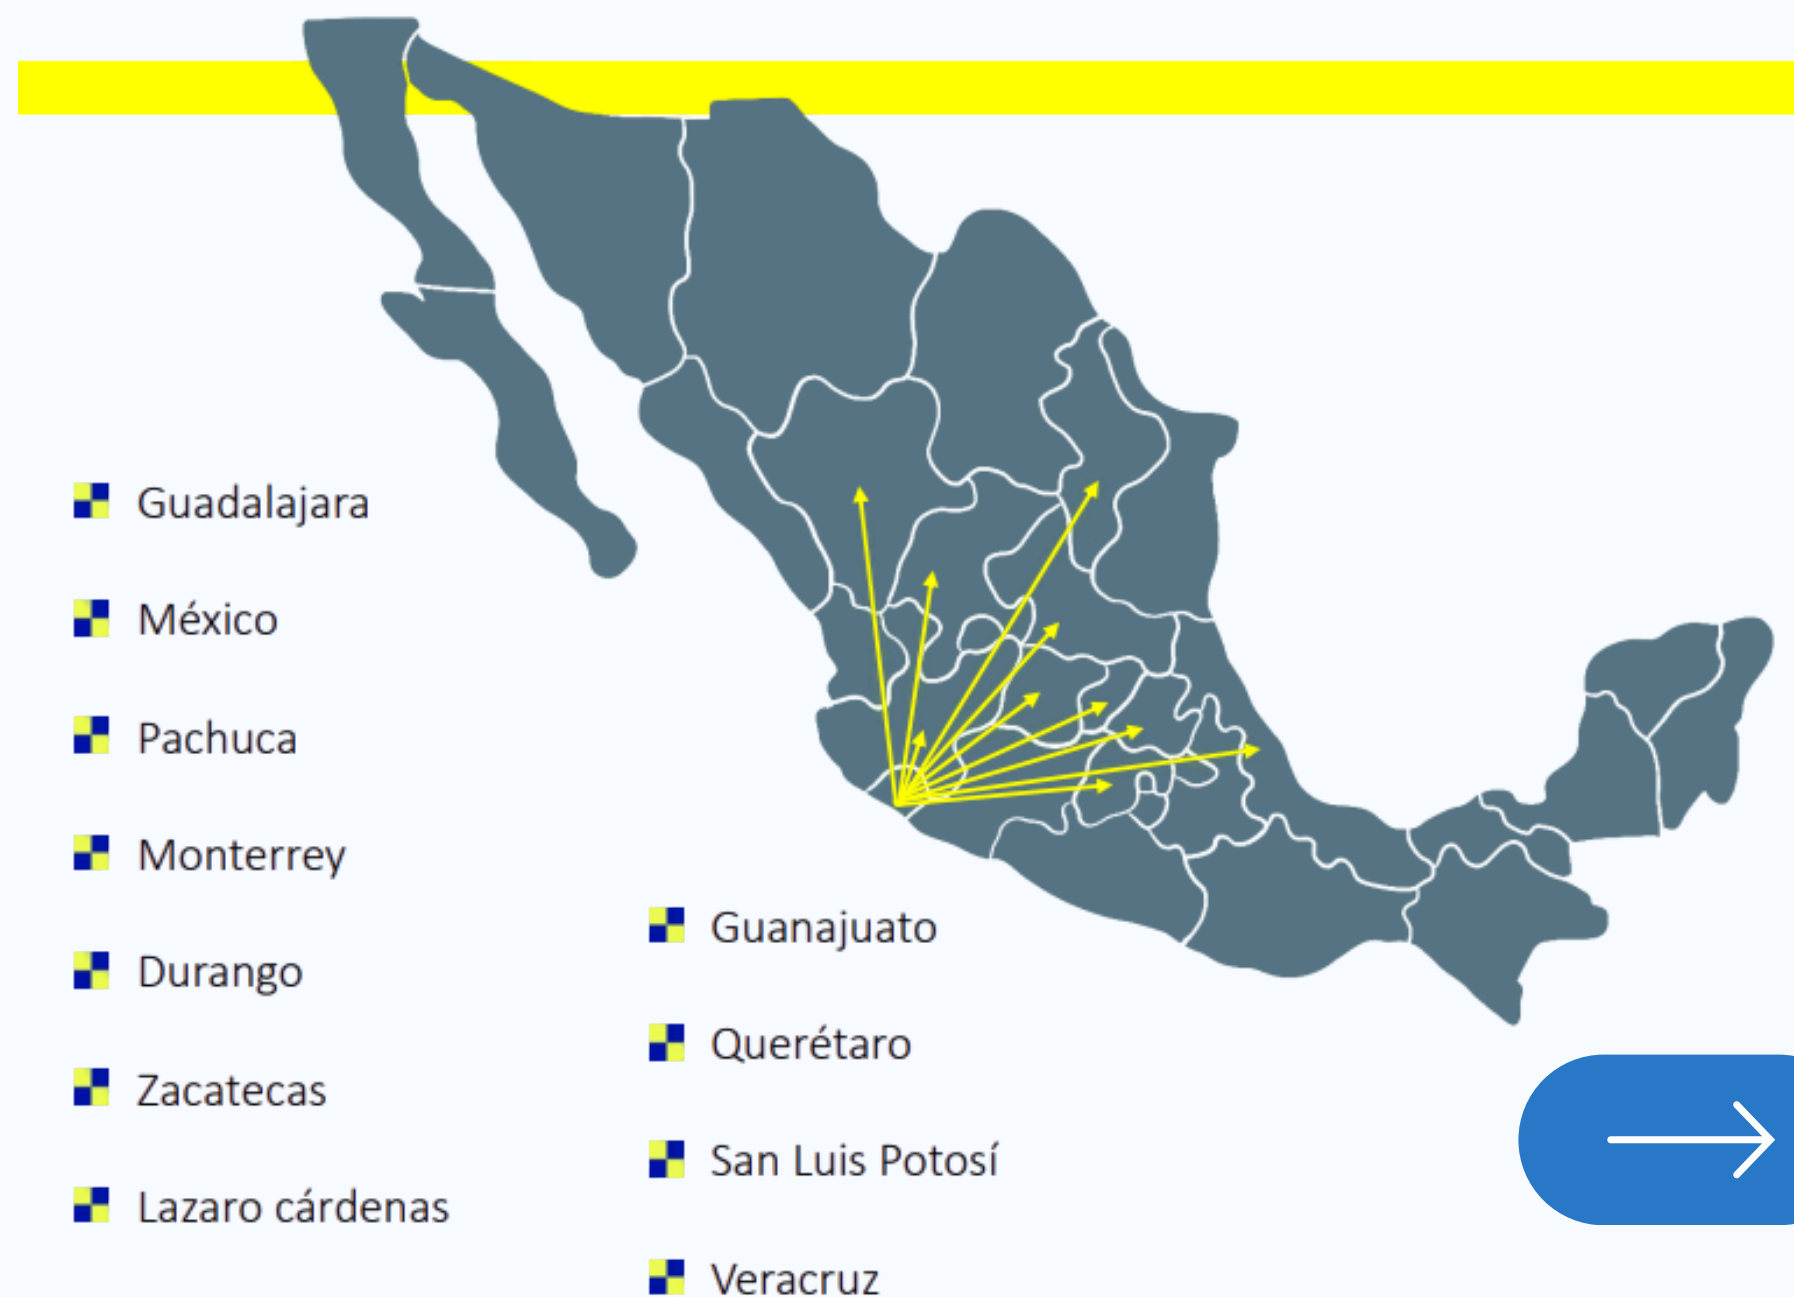 Guadalajara
México
Pachuca
Monterrey
Durango
Zacatecas
Lazaro cárdenas
Guanajuato
Querétaro
San Luis Potosí
Veracruz